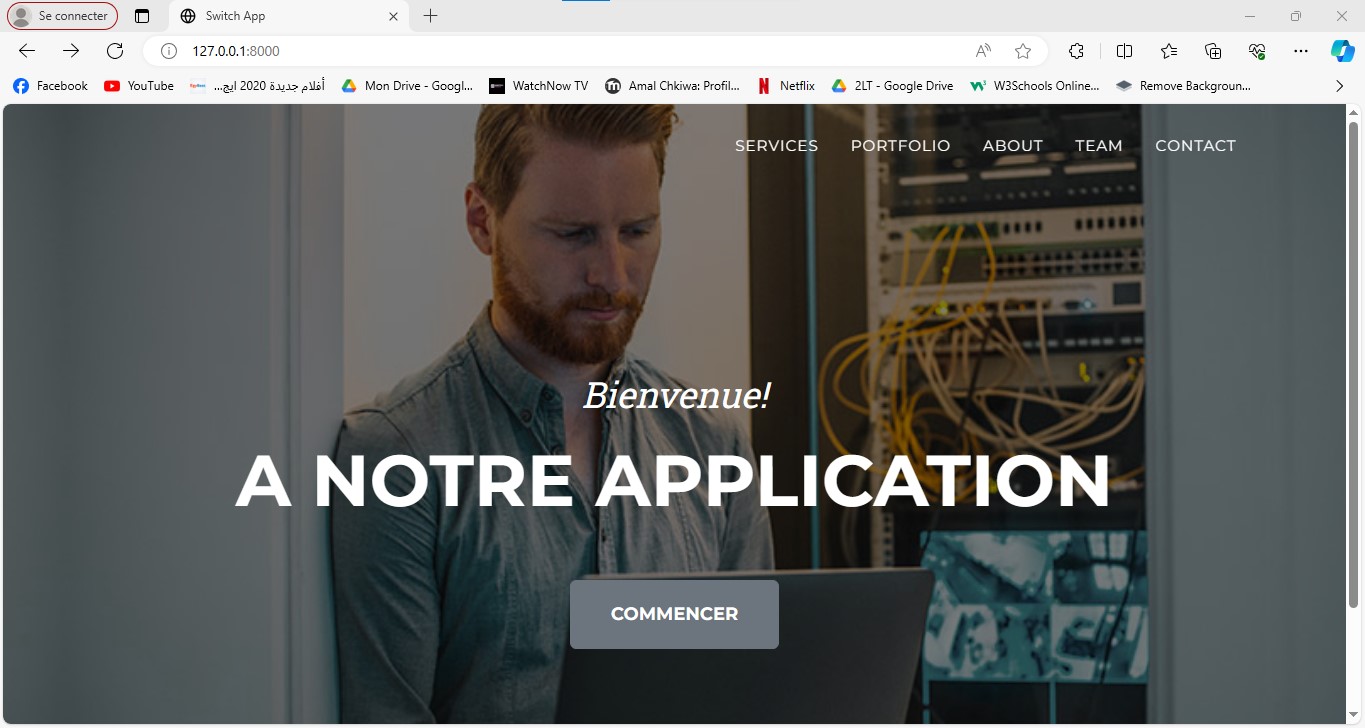 Se connecter
Switch App
127.0.0.1:8000
Facebook
YouTube
أفلام جديدة 2020 ايج...
Mon Drive - Googl...
WatchNow TV
Amal Chkiwa: Profil...
Netflix
2LT - Google Drive
W3Schools Online...
Remove Backgroun...
SERVICES PORTFOLIO ABOUT TEAM CONTACT
Bienvenue!
A NOTRE APPLICATION
COMMENCER